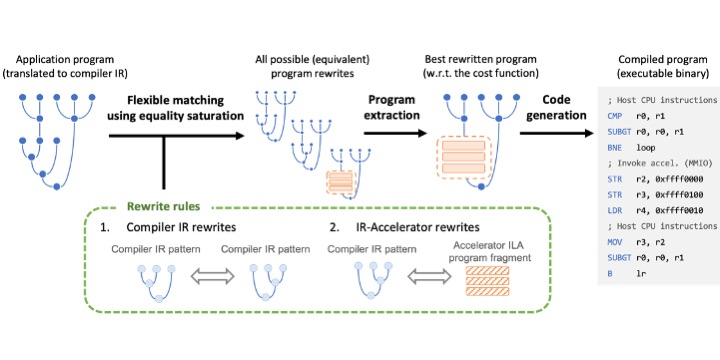 Application program
(translated to compiler IR)
Flexible matching
using equality saturation
All possible (equivalent)
program rewrites
Program
extraction
Best rewritten program
(w.r.t. the cost function)
Code
generation
Compiled program
(executable binary)
; Host CPU instructions
CMP r0, r1
SUBGT r0, r0, r1
BNE loop
; Invoke accel. (MMIO)
STR r2, 0xffff0000
STR r3, 0xffff0100
LDR r4, 0xffff0010
; Host CPU instructions
MOV r3, r2
SUBGT r0, r0, r1
B lr
Rewrite rules
1. Compiler IR rewrites
Compiler IR pattern
Compiler IR pattern
2. IR-Accelerator rewrites
Compiler IR pattern
Accelerator ILA
program fragment